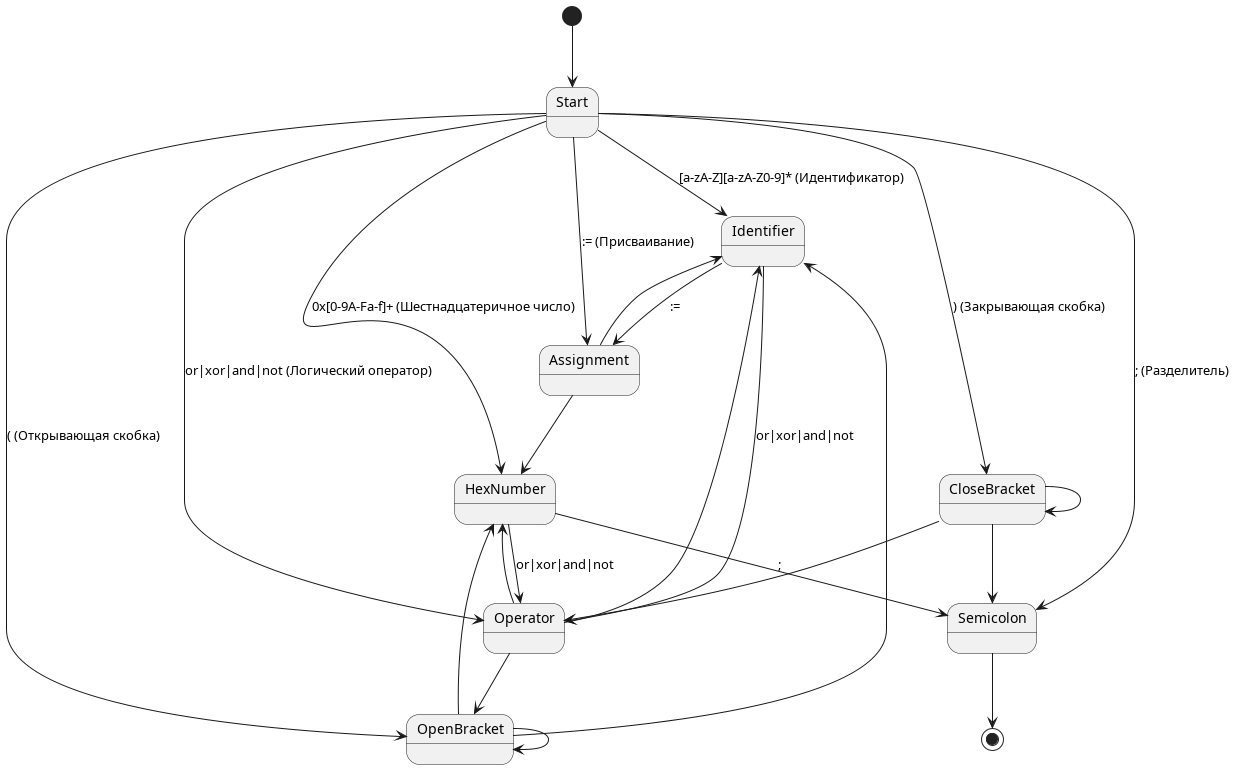 Start
[a-zA-Z][a-zA-Z0-9]* (Идентификатор)
Identifier
:= (Присваивание)
0x[0-9A-Fa-f]+ (Шестнадцатеричное число)
:=
) (Закрывающая скобка)
Assignment
or|xor|and|not (Логический оператор)
; (Разделитель)
( (Открывающая скобка)
or|xor|and|not
HexNumber
CloseBracket
or|xor|and|not
;
Operator
Semicolon
OpenBracket